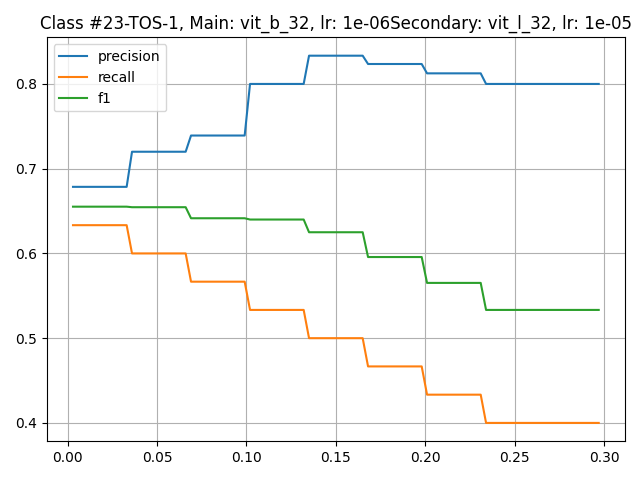 Class #23-TOS-1, Main: vit_b_32, lr: 1e-06Secondary: vit_l_32, lr: 1e-05
precision
recall
f1
0.8
0.7
0.6
0.5
0.4
0.00 0.05 0.10 0.15 0.20 0.25 0.30